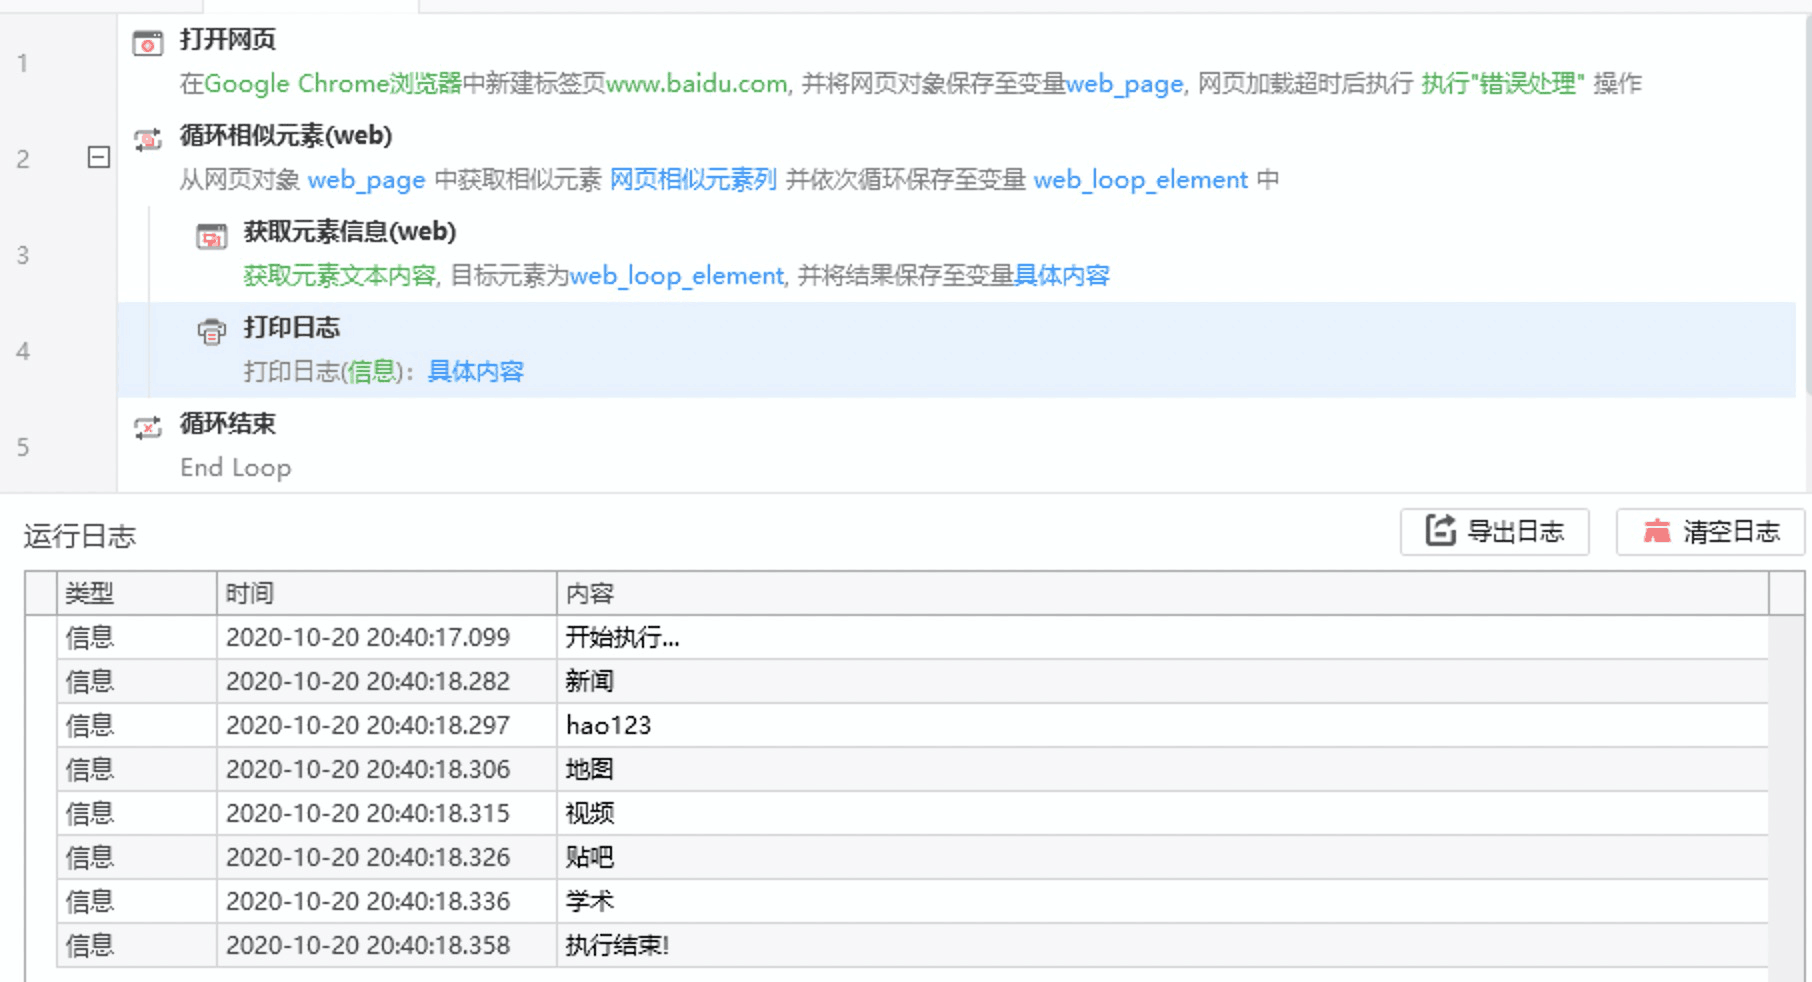 1
打开网页
在Google Chrome浏览器中新建标签页www.baidu.com, 并将网页对象保存至变量web_page, 网页加载超时后执行 执行"错误处理" 操作
2
循环相似元素(web)
从网页对象 web_page 中获取相似元素 网页相似元素列 并依次循环保存至变量 web_loop_element 中
3
获取元素信息(web)
获取元素文本内容, 目标元素为web_loop_element, 并将结果保存至变量具体内容
4
打印日志
打印日志(信息): 具体内容
5
循环结束
End Loop
运行日志 导出日志 清空日志
类型 时间 内容
信息 2020-10-20 20:40:17.099 开始执行...
信息 2020-10-20 20:40:18.282 新闻
信息 2020-10-20 20:40:18.297 hao123
信息 2020-10-20 20:40:18.306 地图
信息 2020-10-20 20:40:18.315 视频
信息 2020-10-20 20:40:18.326 贴吧
信息 2020-10-20 20:40:18.336 学术
信息 2020-10-20 20:40:18.358 执行结束!